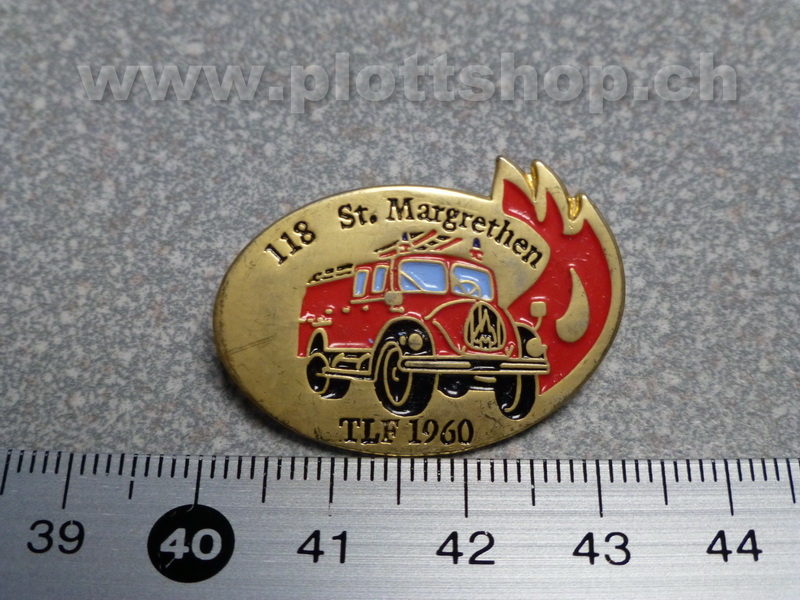 www.plottshop.ch
118 St. Margrethen
TLF 1960
39 40 41 42 43 44